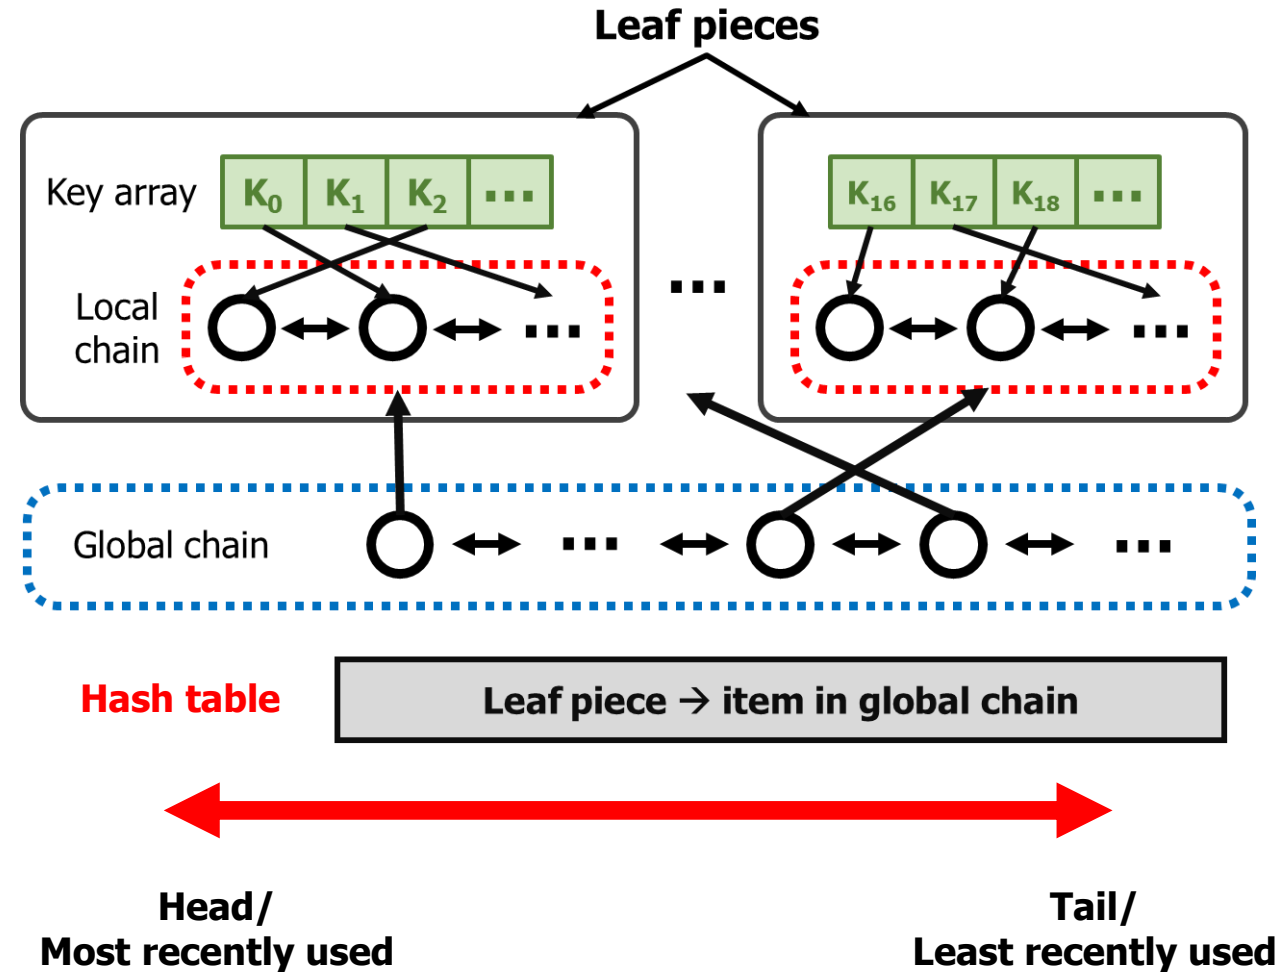 Leaf pieces
Key array
K0 K1 K2 ...
K16 K17 K18 ...
Local
chain
...
...
...
Global chain
...
...
Hash table
Leaf piece → item in global chain
Head/
Most recently used
Tail/
Least recently used